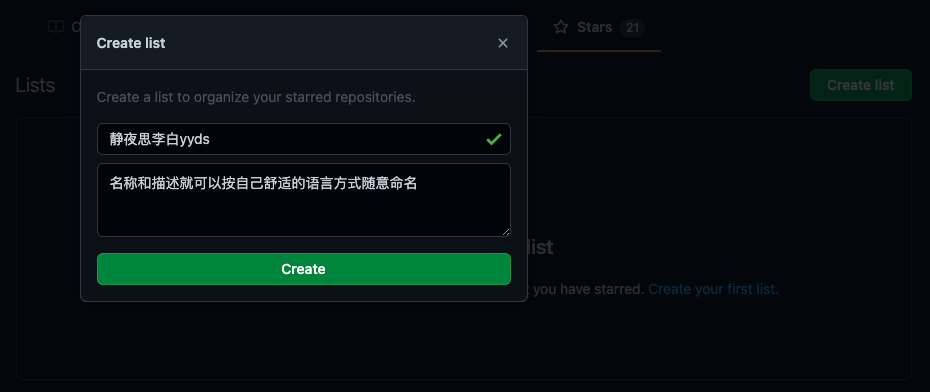 Stars 21
Create list
Lists
Create list
Create a list to organize your starred repositories.
静夜思李白yyds
名称和描述就可以按自己舒适的语言方式随意命名
Create
list
you have starred. Create your first list.